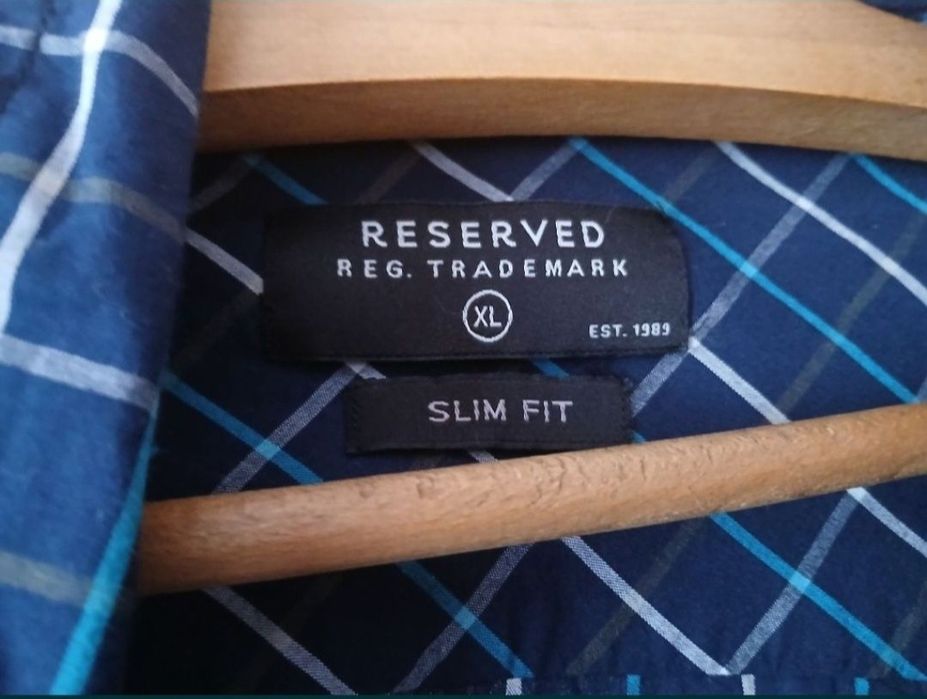 RESERVED
REG. TRADEMARK
XL
EST. 1989
SLIM FIT